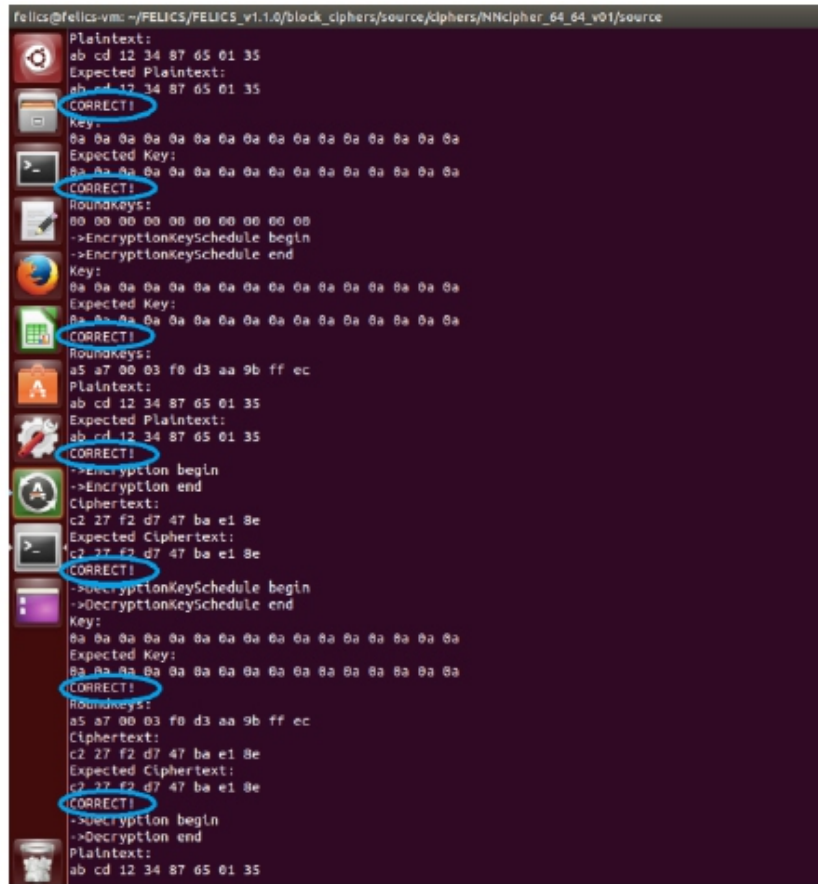 felics@felics-vm: ~/FELICS/FELICS_v1.1.0/block_ciphers/source/ciphers/NNcipher_64_64_v01/source
Plaintext:
ab cd 12 34 87 65 01 35
Expected Plaintext:
ab cd 12 34 87 65 01 35
CORRECT!
Key:
0a 0a 0a 0a 0a 0a 0a 0a 0a 0a 0a 0a 0a 0a 0a 0a
Expected Key:
0a 0a 0a 0a 0a 0a 0a 0a 0a 0a 0a 0a 0a 0a 0a 0a
CORRECT!
RoundKeys:
00 00 00 00 00 00 00 00 00 00
->EncryptionKeySchedule begin
->EncryptionKeySchedule end
Key:
0a 0a 0a 0a 0a 0a 0a 0a 0a 0a 0a 0a 0a 0a 0a 0a
Expected Key:
0a 0a 0a 0a 0a 0a 0a 0a 0a 0a 0a 0a 0a 0a 0a 0a
CORRECT!
RoundKeys:
a5 a7 00 03 f0 d3 aa 9b ff ec
Plaintext:
ab cd 12 34 87 65 01 35
Expected Plaintext:
ab cd 12 34 87 65 01 35
CORRECT!
->Encryption begin
->Encryption end
Ciphertext:
c2 27 f2 d7 47 ba e1 8e
Expected Ciphertext:
c2 27 f2 d7 47 ba e1 8e
CORRECT!
->DecryptionKeySchedule begin
->DecryptionKeySchedule end
Key:
0a 0a 0a 0a 0a 0a 0a 0a 0a 0a 0a 0a 0a 0a 0a 0a
Expected Key:
0a 0a 0a 0a 0a 0a 0a 0a 0a 0a 0a 0a 0a 0a 0a 0a
CORRECT!
RoundKeys:
a5 a7 00 03 f0 d3 aa 9b ff ec
Ciphertext:
c2 27 f2 d7 47 ba e1 8e
Expected Ciphertext:
c2 27 f2 d7 47 ba e1 8e
CORRECT!
->Decryption begin
->Decryption end
Plaintext:
ab cd 12 34 87 65 01 35